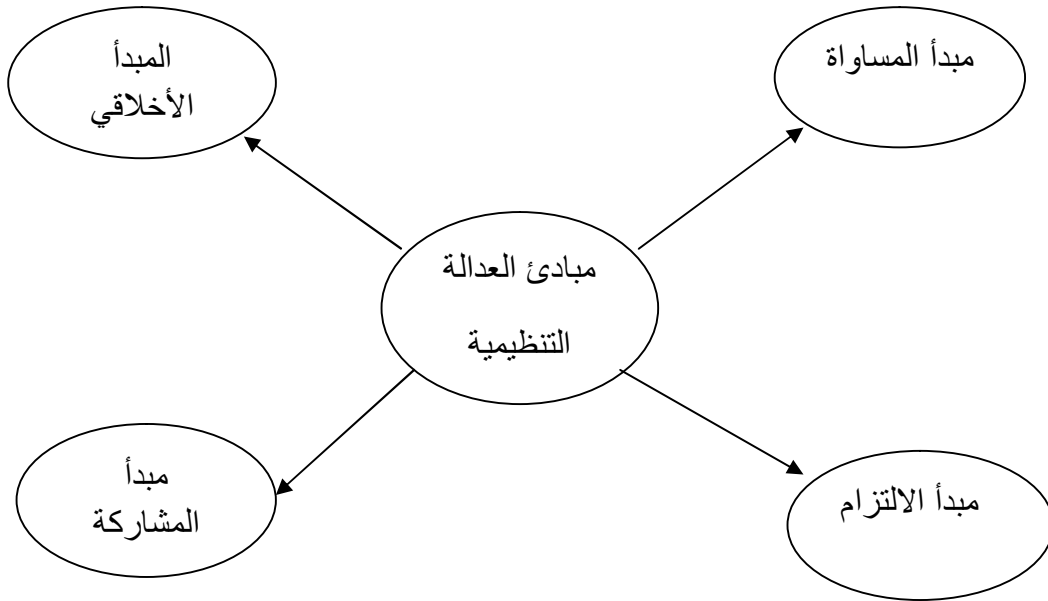 مبدأ المساواة
المبدأ
الأخلاقي
مبادئ العدالة
التنظيمية
مبدأ الالتزام
مبدأ
المشاركة